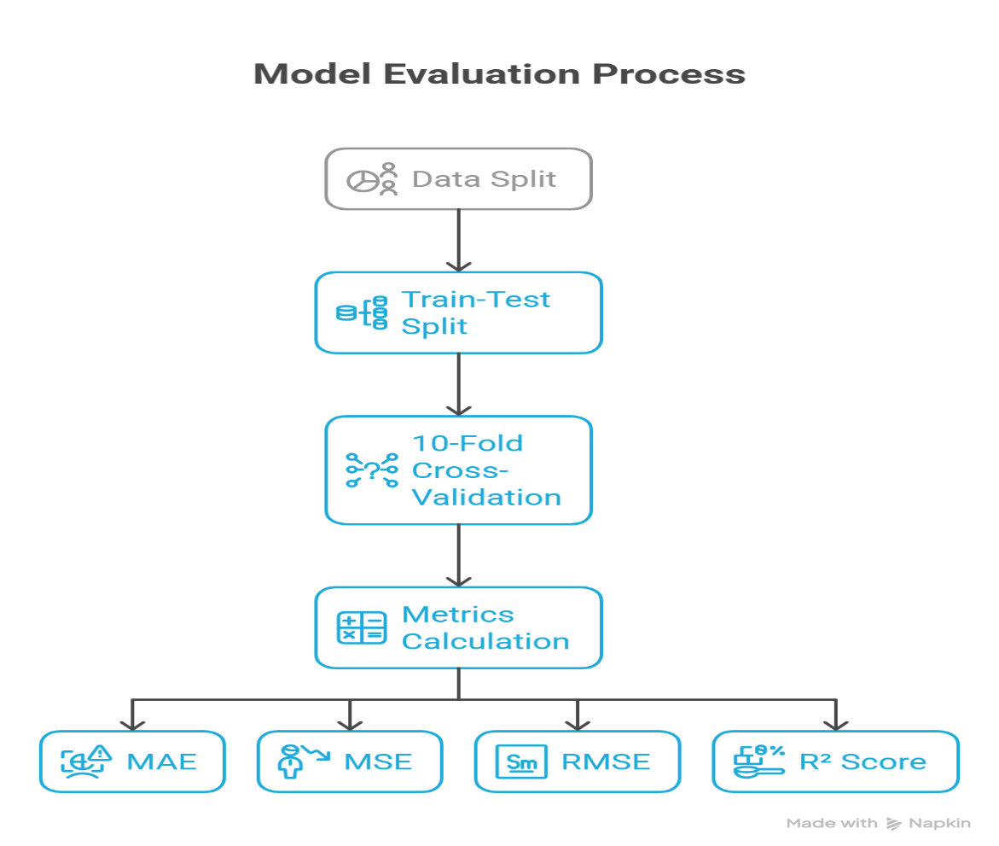 Model Evaluation Process
Data Split
Train-Test
Split
10-Fold
Cross-
Validation
Metrics
Calculation
MAE
MSE
Sm
RMSE
R² Score
Made with Napkin